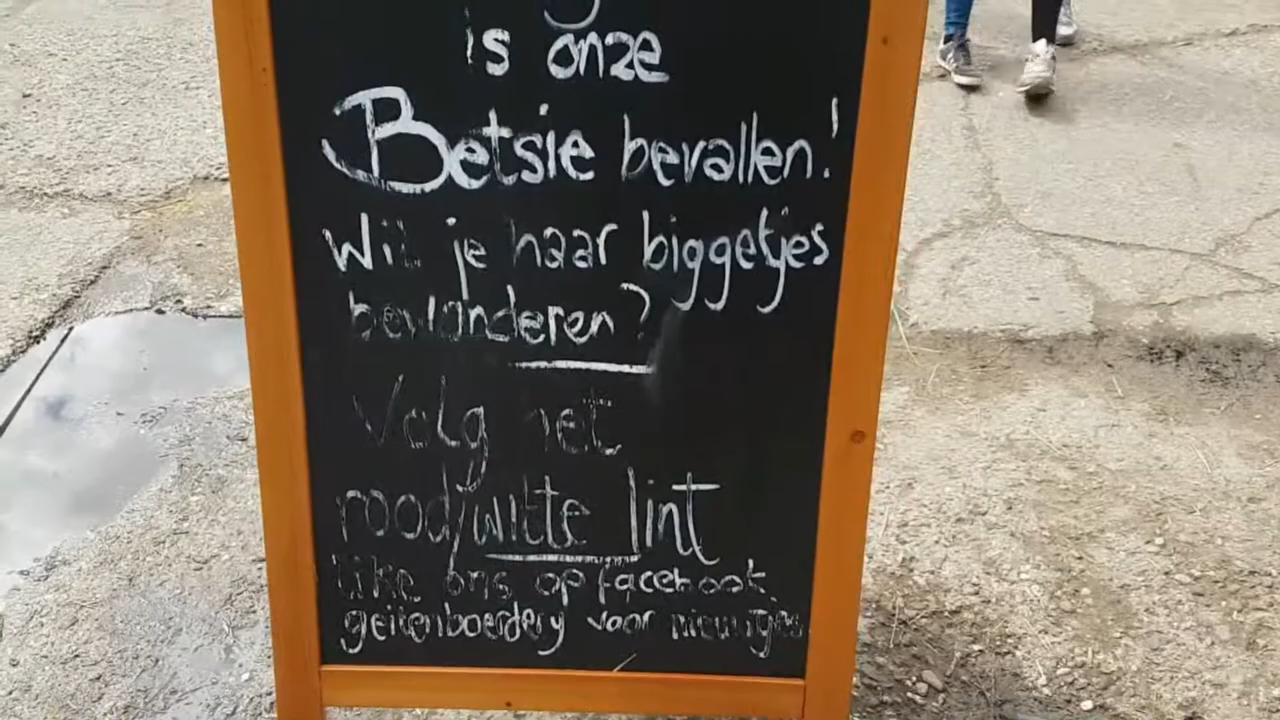 is onze
Betsie bevallen!
Wil je haar biggetjes
bewonderen?
Volg het
rood/witte lint
like ons op facebook
geitenboerdery voor nieuwtjes